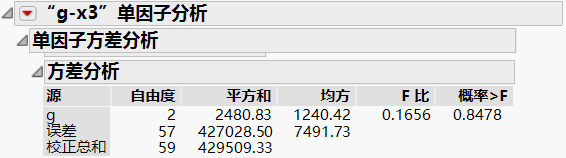 “g-x3”单因子分析
单因子方差分析
方差分析
源 自由度 平方和 均方 F 比 概率>F
g 2 2480.83 1240.42 0.1656 0.8478
误差 57 427028.50 7491.73
校正总和 59 429509.33